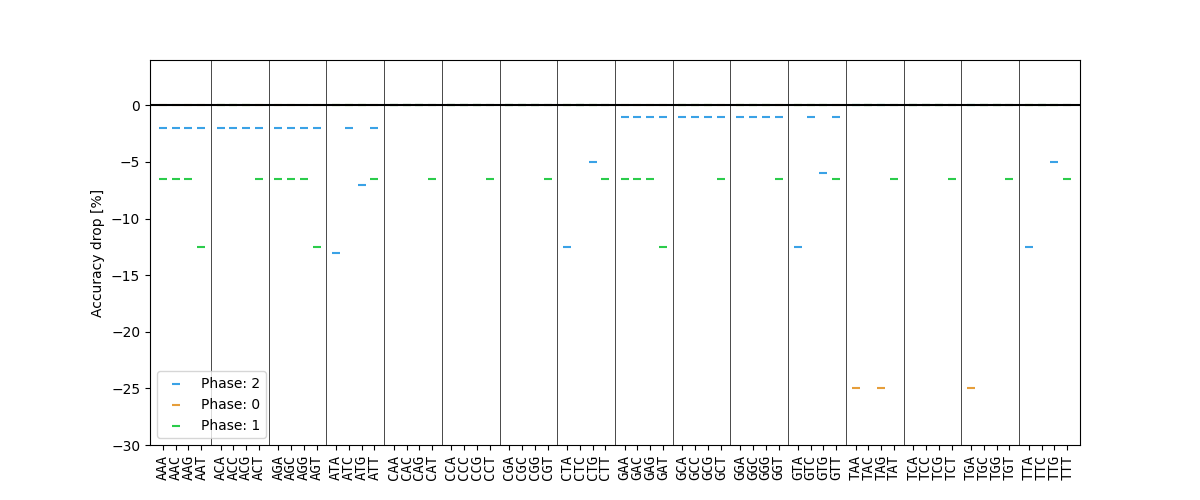 0
−5
−10
−15
−20
−25
−30
Accuracy drop [%]
Phase: 2
Phase: 0
Phase: 1
AAA AAC AAG AAT ACA ACC ACG ACT AGA AGC AGG AGT ATA ATC ATG ATT CAA CAC CAG CAT CCA CCC CCG CCT CGA CGC CGG CGT CTA CTC CTG CTT GAA GAC GAG GAT GCA GCC GCG GCT GGA GGC GGG GGT GTA GTC GTG GTT TAA TAC TAG TAT TCA TCC TCG TCT TGA TGC TGG TGT TTA TTC TTG TTT